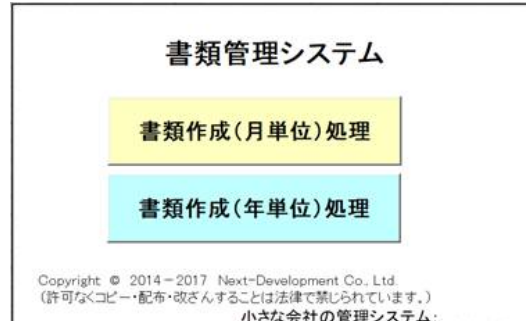 書類管理システム
書類作成(月単位)処理
書類作成(年単位)処理
Copyright © 2014-2017 Next-Development Co., Ltd.
(許可なくコピー・配布・改ざんすることは法律で禁じられています。)
小さな会社の管理システム: